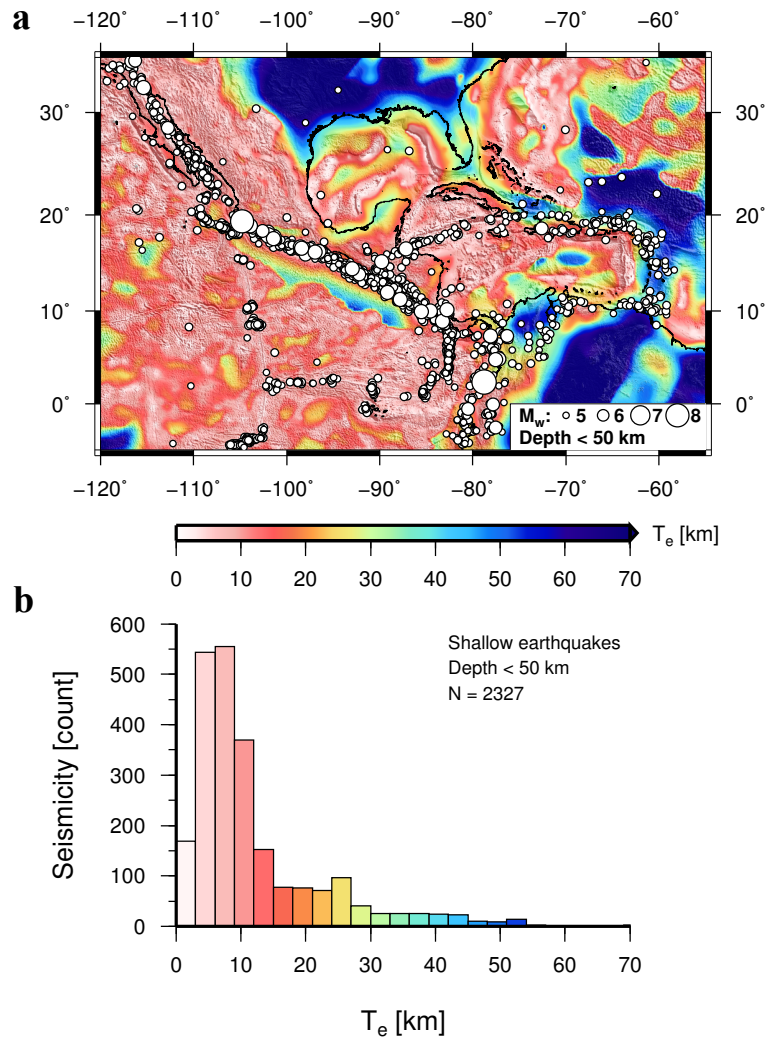 a
−120˚ −110˚ −100˚ −90˚ −80˚ −70˚ −60˚
30˚ 30˚
20˚ 20˚
10˚ 10˚
0˚ 0˚
Mw: 5 6 7 8
Depth < 50 km
−120˚ −110˚ −100˚ −90˚ −80˚ −70˚ −60˚
Te [km]
0 10 20 30 40 50 60 70
b
Shallow earthquakes
Depth < 50 km
N = 2327
Seismicity [count]
600
500
400
300
200
100
0
0 10 20 30 40 50 60 70
Te [km]